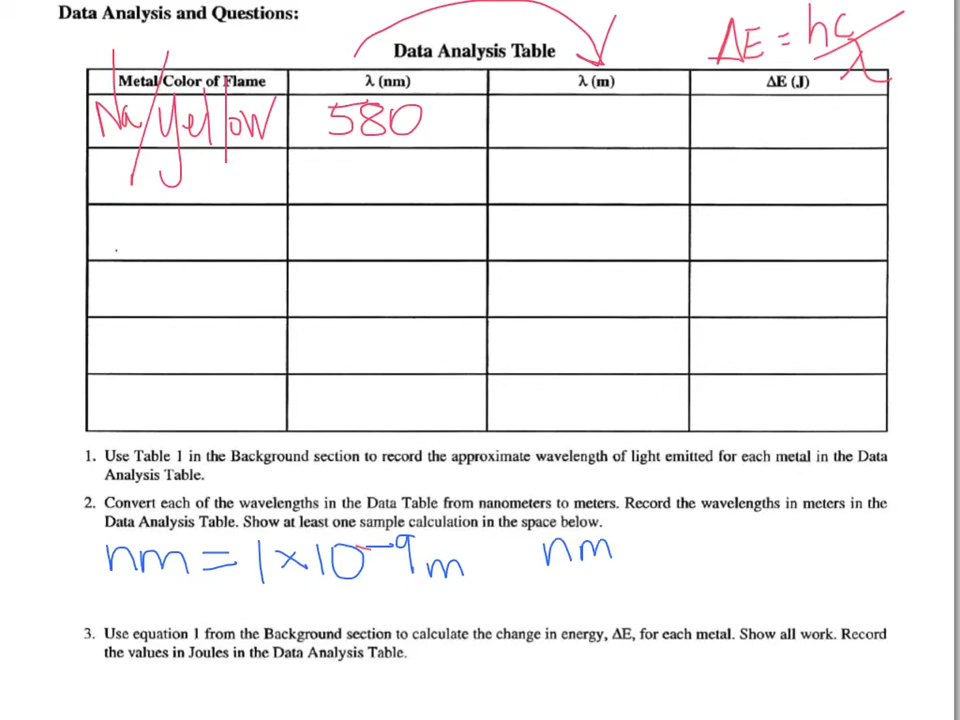 Data Analysis and Questions:
ΔE = hc/λ
Data Analysis Table
Metal/Color of Flame λ (nm) λ (m) ΔE (J)
Na/Yellow 580
1. Use Table 1 in the Background section to record the approximate wavelength of light emitted for each metal in the Data
Analysis Table.
2. Convert each of the wavelengths in the Data Table from nanometers to meters. Record the wavelengths in meters in the
Data Analysis Table. Show at least one sample calculation in the space below.
nm = 1×10⁻⁹ m nm
3. Use equation 1 from the Background section to calculate the change in energy, ΔE, for each metal. Show all work. Record
the values in Joules in the Data Analysis Table.